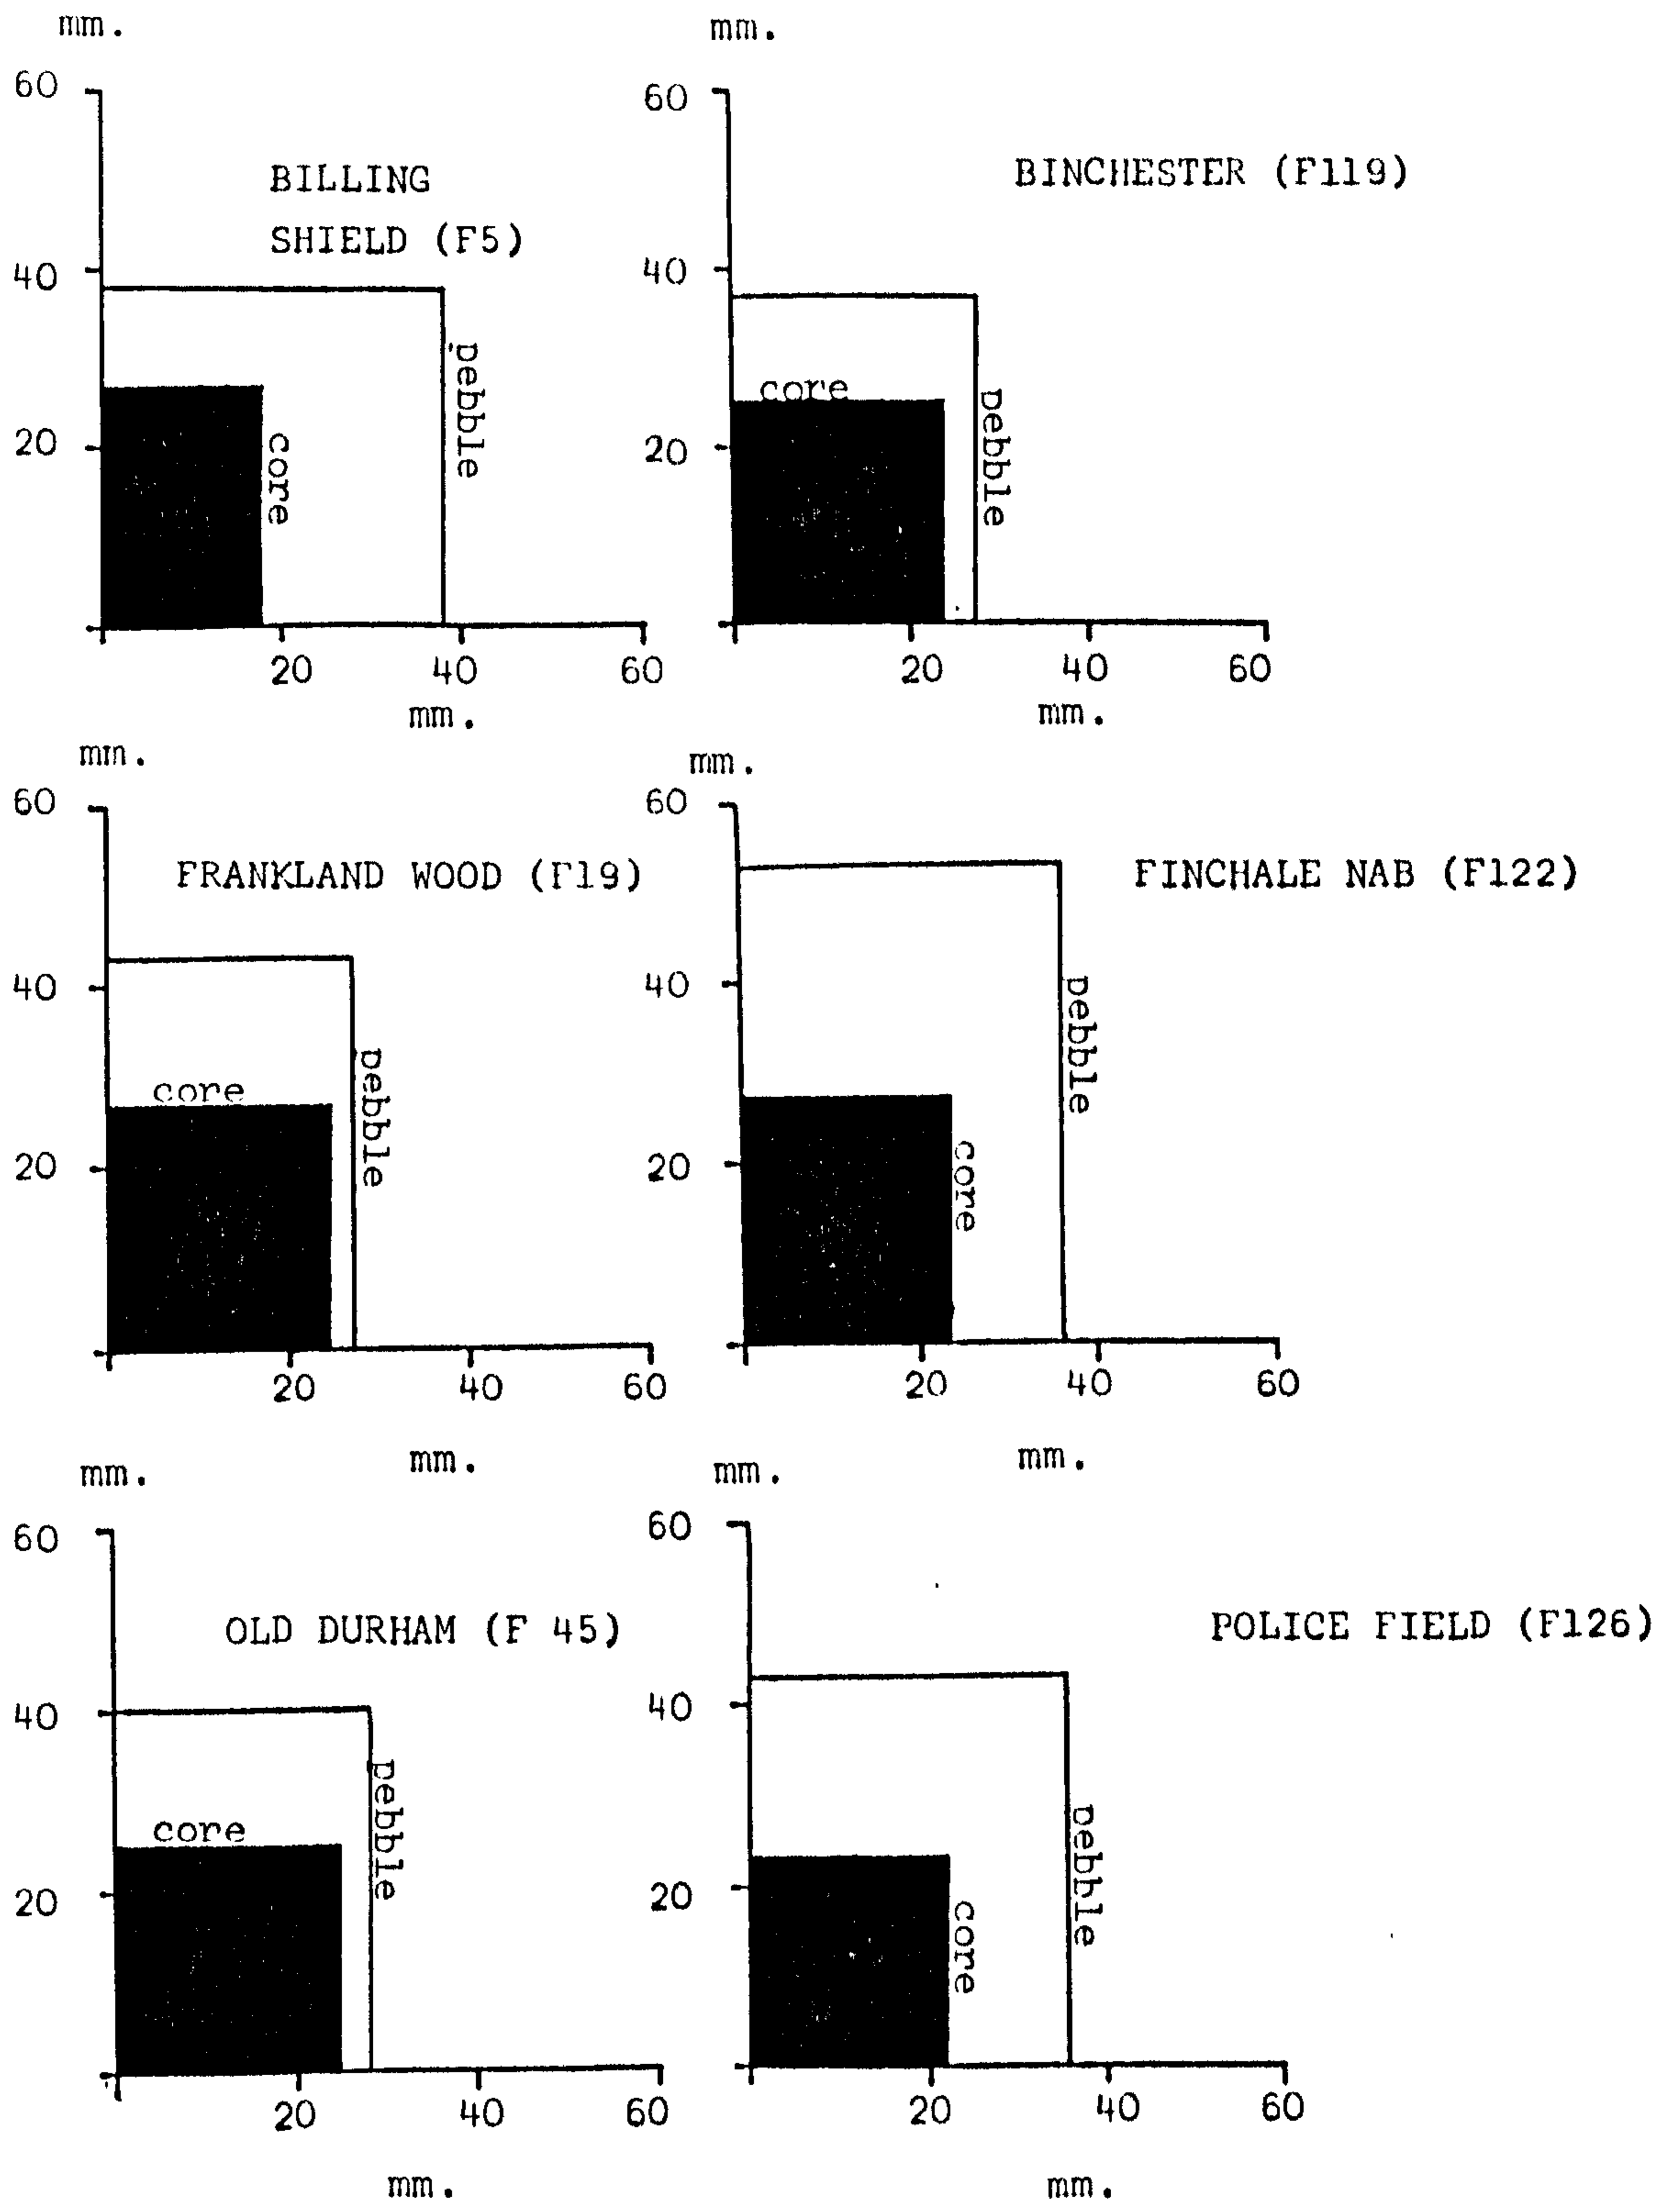 mm.
60
BILLING
SHIELD (F5)
40
pebble
20
core
20 40 60
mm.
mm.
60
BINCHESTER (F119)
40
core
pebble
20
20 40 60
mm.
mm.
60
FRANKLAND WOOD (F19)
40
pebble
core
20
20 40 60
mm.
mm.
60
FINCHALE NAB (F122)
40
pebble
core
20
20 40 60
mm.
mm.
60
OLD DURHAM (F 45)
40
pebble
core
20
20 40 60
mm.
mm.
60
POLICE FIELD (F126)
40
pebble
20
core
20 40 60
mm.